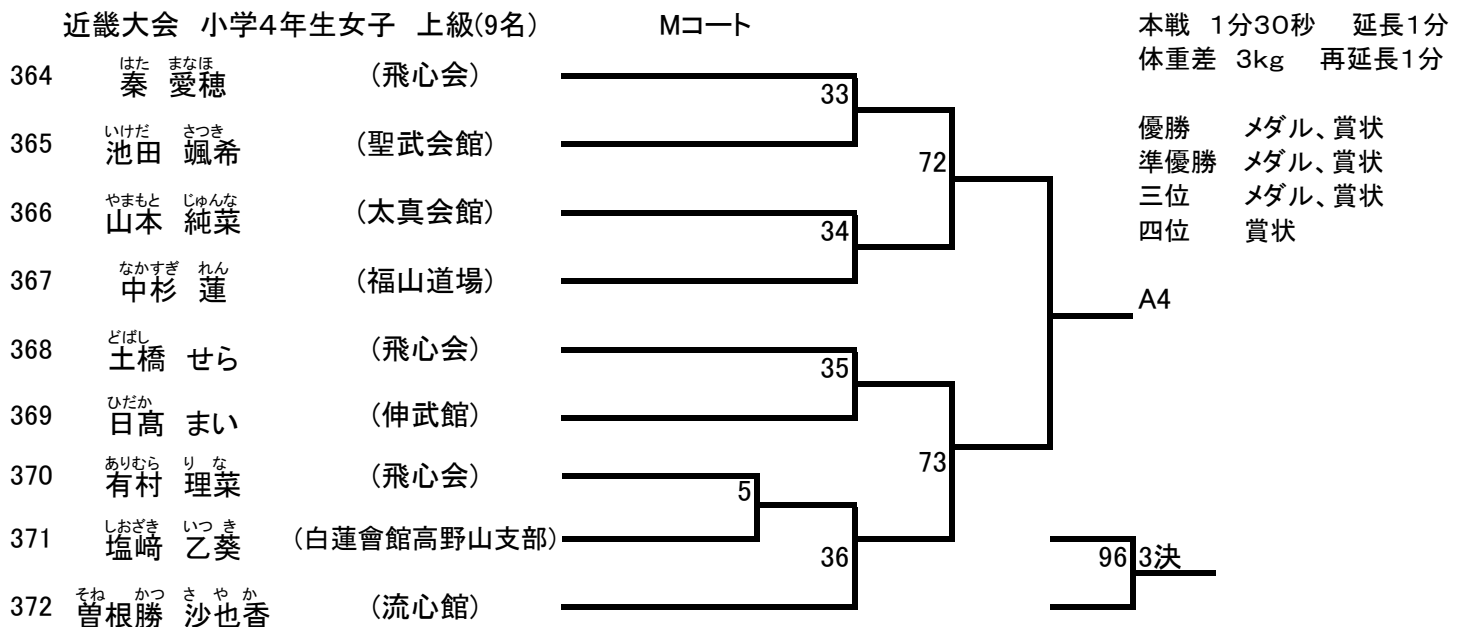 近畿大会 小学4年生女子 上級(9名) Mコート
本戦 1分30秒 延長1分
体重差 3kg 再延長1分
優勝 メダル、賞状
準優勝 メダル、賞状
三位 メダル、賞状
四位 賞状
はた まなほ
364 秦 愛穂 (飛心会)
33
いけだ さつき
365 池田 颯希 (聖武会館)
72
やまもと じゅんな
366 山本 純菜 (太真会館)
34
なかすぎ れん
367 中杉 蓮 (福山道場)
A4
どばし
368 土橋 せら (飛心会)
35
ひだか
369 日髙 まい (伸武館)
73
ありむら り な
370 有村 理菜 (飛心会)
5
しおざき いつ き
371 塩﨑 乙葵 (白蓮會館高野山支部)
36
96 3決
そね かつ さ や か
372 曽根勝 沙也香 (流心館)